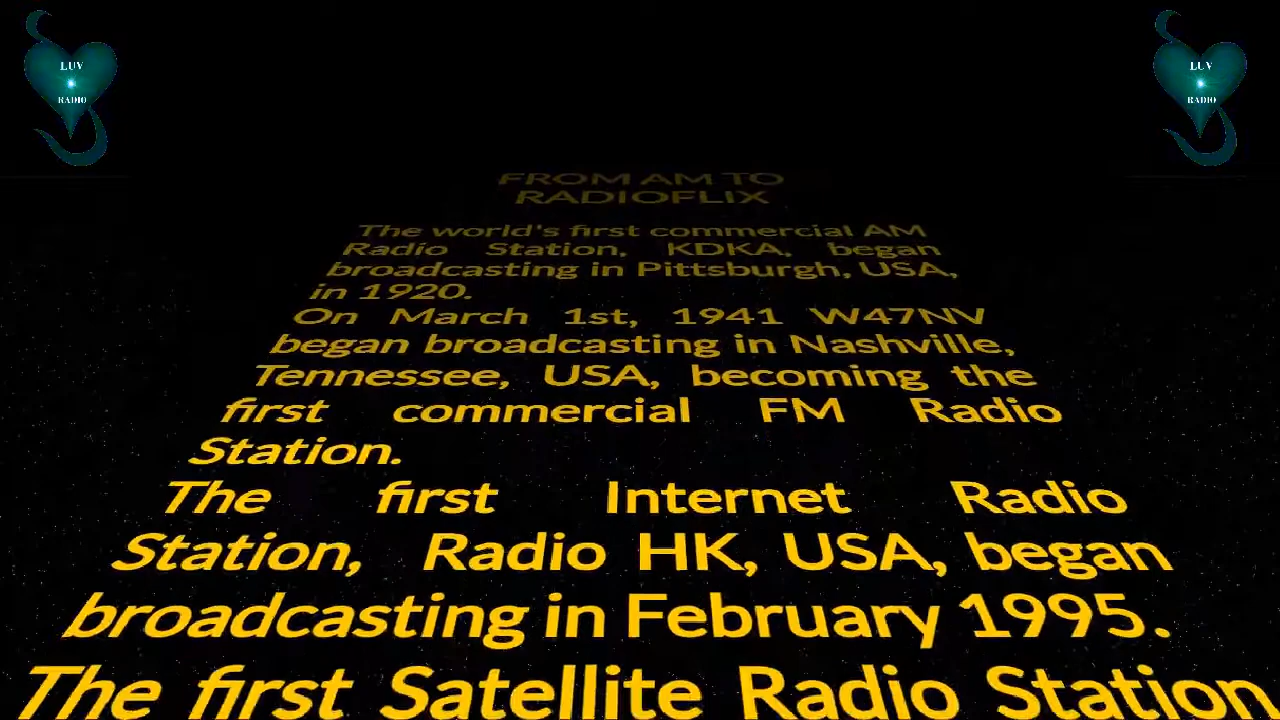 LUV
RADIO
LUV
RADIO
FROM AM TO
RADIOFLIX
The world's first commercial AM
Radio Station, KDKA, began
broadcasting in Pittsburgh, USA,
in 1920.
On March 1st, 1941 W47NV
began broadcasting in Nashville,
Tennessee, USA, becoming the
first commercial FM Radio
Station.
The first Internet Radio
Station, Radio HK, USA, began
broadcasting in February 1995.
The first Satellite Radio Station